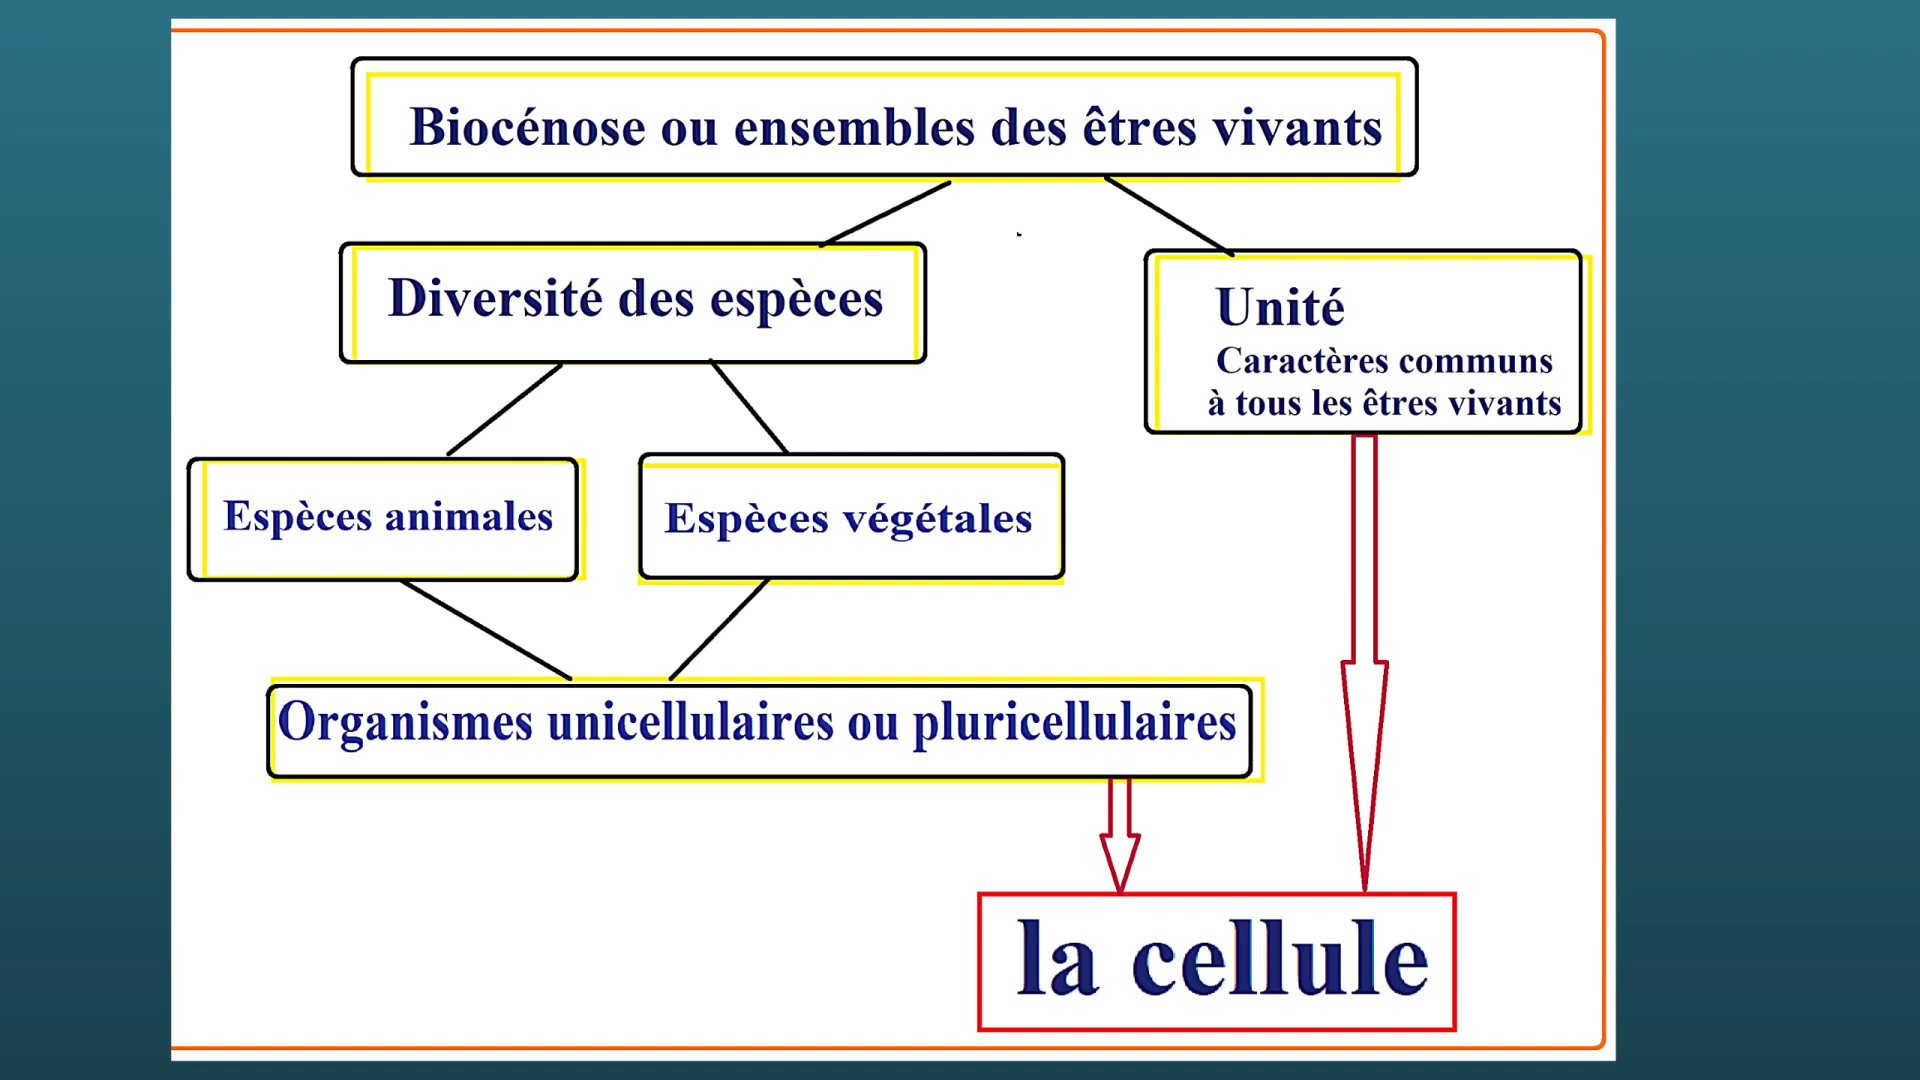 Biocénose ou ensembles des êtres vivants
Diversité des espèces
Unité
Caractères communs
à tous les êtres vivants
Espèces animales
Espèces végétales
Organismes unicellulaires ou pluricellulaires
la cellule